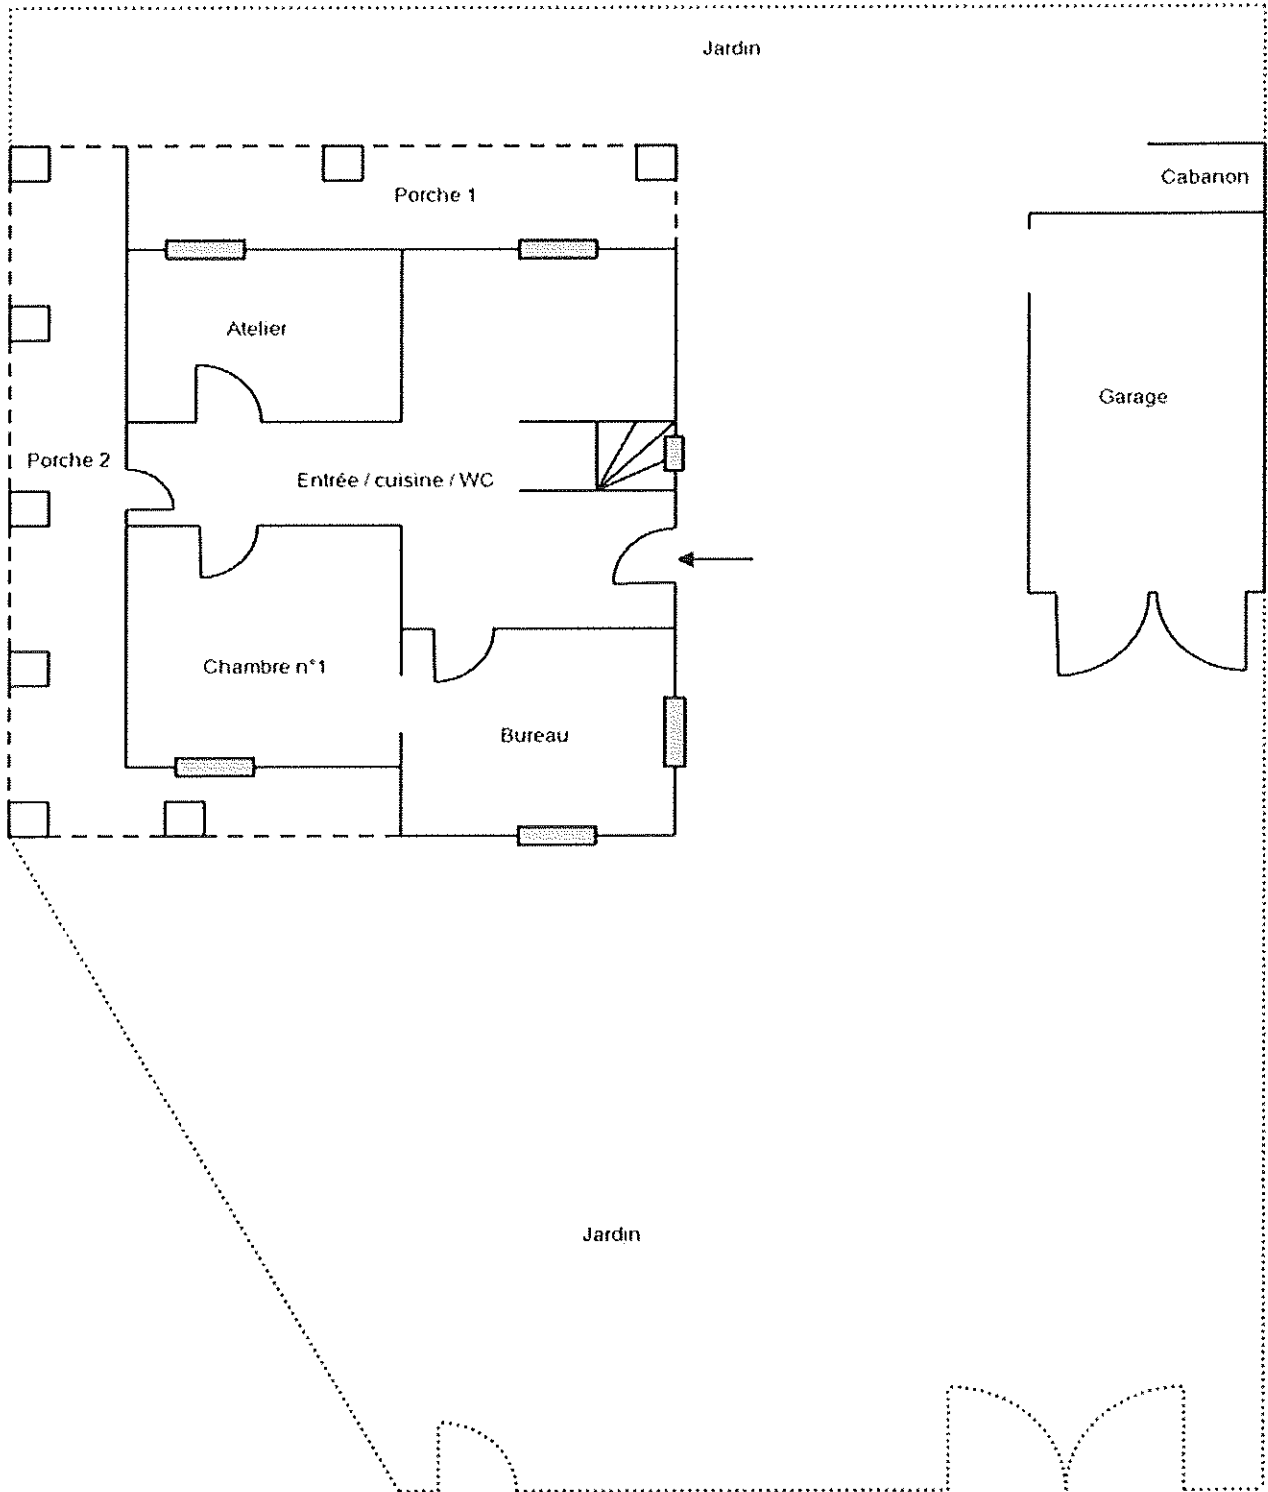 Jardin
Cabanon
Porche 1
Atelier
Garage
Porche 2
Entrée / cuisine / WC
Chambre n°1
Bureau
Jardin